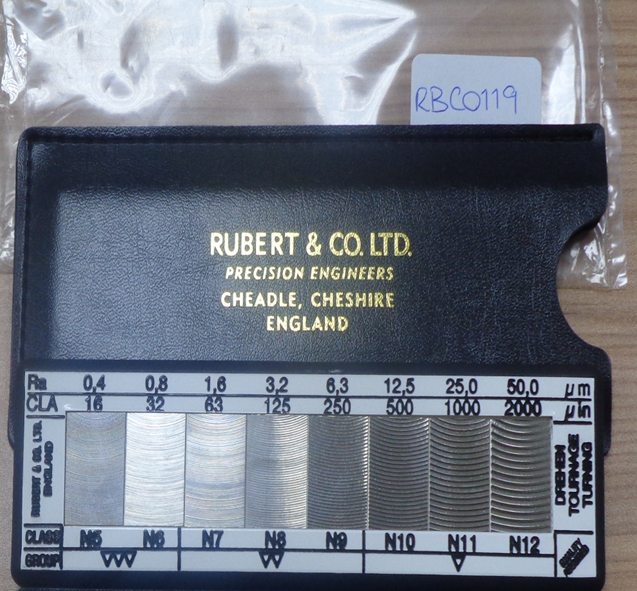 RBC0119
RUBERT & CO. LTD.
PRECISION ENGINEERS
CHEADLE, CHESHIRE
ENGLAND
Ra 0,4 0,8 1,6 3,2 6,3 12,5 25,0 50,0 µm
CLA 16 32 63 125 250 500 1000 2000 µin
RUBERT & CO. LTD.
ENGLAND
DREHEN
TOURNAGE
TURNING
CLASS N5 N6 N7 N8 N9 N10 N11 N12
GROUP